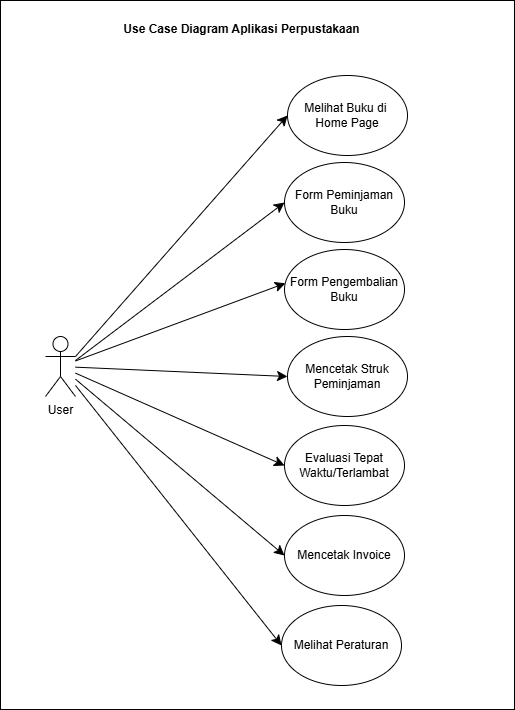 Use Case Diagram Aplikasi Perpustakaan
Melihat Buku di
Home Page
Form Peminjaman
Buku
Form Pengembalian
Buku
Mencetak Struk
Peminjaman
User
Evaluasi Tepat
Waktu/Terlambat
Mencetak Invoice
Melihat Peraturan